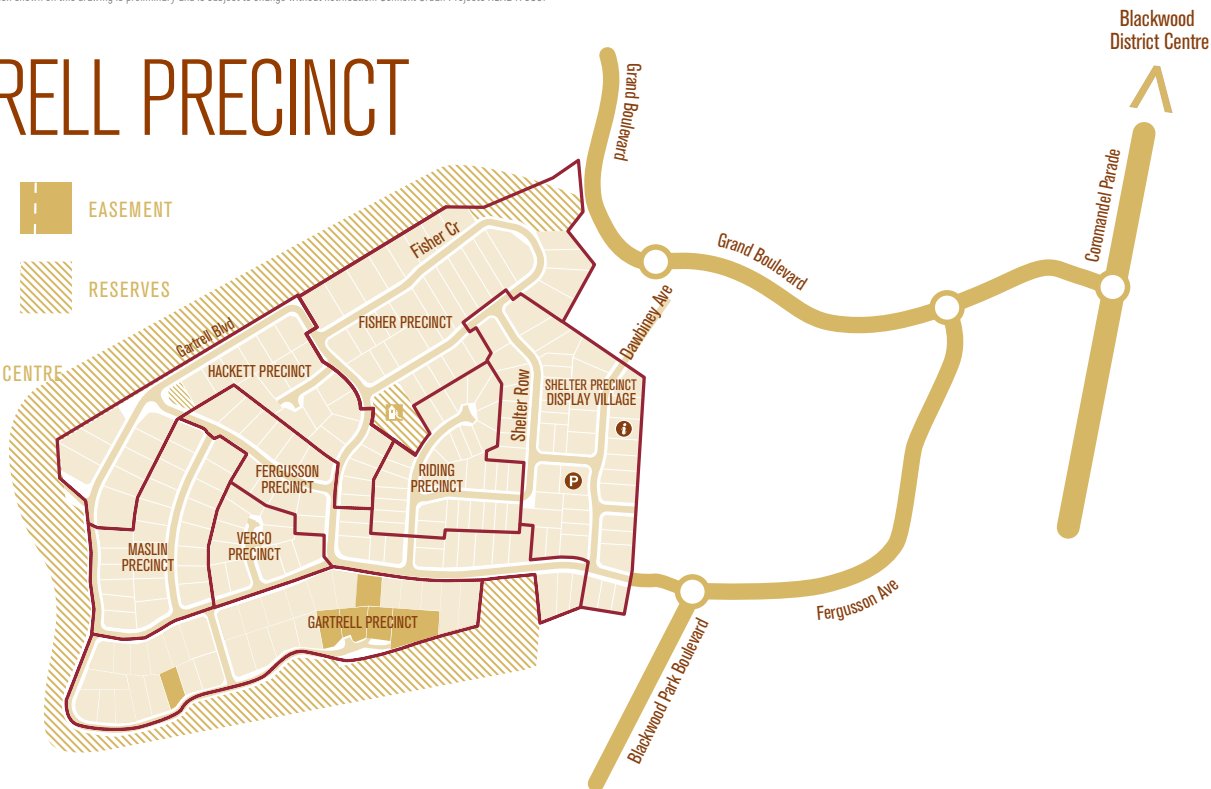 RELL PRECINCT
EASEMENT
RESERVES
CENTRE
Blackwood
District Centre
Grand Boulevard
Coromandel Parade
Grand Boulevard
Fisher Cr
Dawbiney Ave
Gartrell Blvd
FISHER PRECINCT
HACKETT PRECINCT
Shelter Row
SHELTER PRECINCT
DISPLAY VILLAGE
i
FERGUSSON
PRECINCT
RIDING
PRECINCT
P
MASLIN
PRECINCT
VERCO
PRECINCT
GARTRELL PRECINCT
Fergusson Ave
Blackwood Park Boulevard